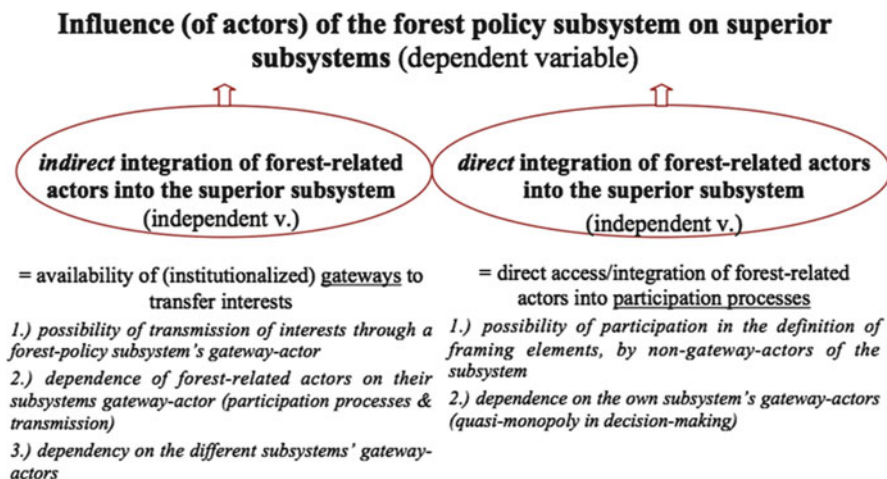 Influence (of actors) of the forest policy subsystem on superior
subsystems (dependent variable)
indirect integration of forest-related
actors into the superior subsystem
(independent v.)
= availability of (institutionalized) gateways to
transfer interests
1.) possibility of transmission of interests through a
forest-policy subsystem's gateway-actor
2.) dependence of forest-related actors on their
subsystems gateway-actor (participation processes &
transmission)
3.) dependency on the different subsystems' gateway-
actors
direct integration of forest-related actors
into the superior subsystem
(independent v.)
= direct access/integration of forest-related
actors into participation processes
1.) possibility of participation in the definition of
framing elements, by non-gateway-actors of the
subsystem
2.) dependence on the own subsystem's gateway-actors
(quasi-monopoly in decision-making)